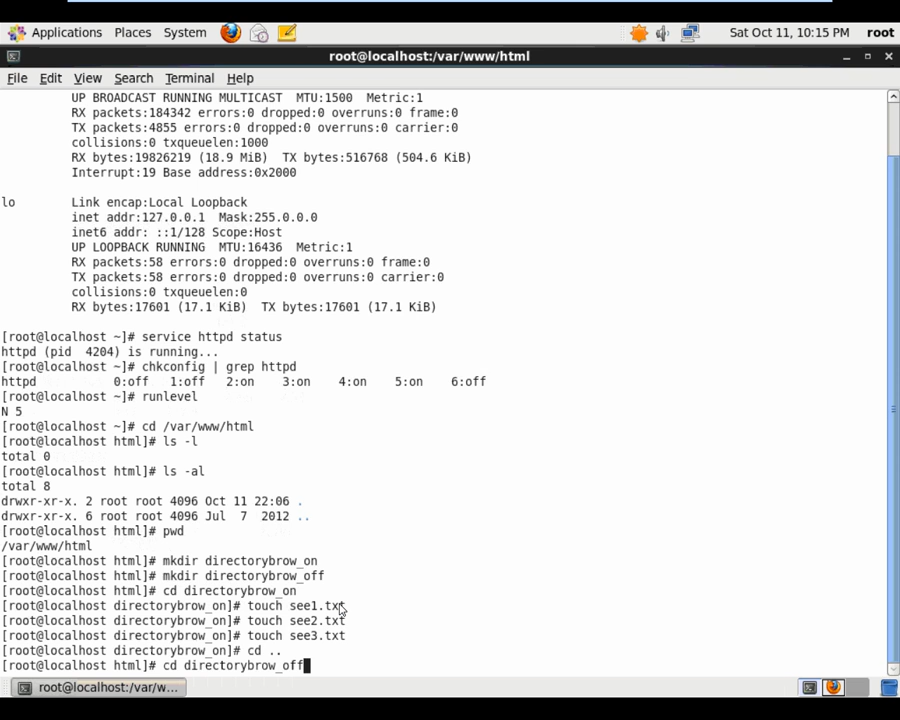 Applications Places System Sat Oct 11, 10:15 PM root
root@localhost:/var/www/html
File Edit View Search Terminal Help
UP BROADCAST RUNNING MULTICAST  MTU:1500  Metric:1
RX packets:184342 errors:0 dropped:0 overruns:0 frame:0
TX packets:4855 errors:0 dropped:0 overruns:0 carrier:0
collisions:0 txqueuelen:1000
RX bytes:19826219 (18.9 MiB)  TX bytes:516768 (504.6 KiB)
Interrupt:19 Base address:0x2000
lo        Link encap:Local Loopback
inet addr:127.0.0.1  Mask:255.0.0.0
inet6 addr: ::1/128 Scope:Host
UP LOOPBACK RUNNING  MTU:16436  Metric:1
RX packets:58 errors:0 dropped:0 overruns:0 frame:0
TX packets:58 errors:0 dropped:0 overruns:0 carrier:0
collisions:0 txqueuelen:0
RX bytes:17601 (17.1 KiB)  TX bytes:17601 (17.1 KiB)
[root@localhost ~]# service httpd status
httpd (pid  4204) is running...
[root@localhost ~]# chkconfig | grep httpd
httpd           0:off   1:off   2:on    3:on    4:on    5:on    6:off
[root@localhost ~]# runlevel
N 5
[root@localhost ~]# cd /var/www/html
[root@localhost html]# ls -l
total 0
[root@localhost html]# ls -al
total 8
drwxr-xr-x. 2 root root 4096 Oct 11 22:06 .
drwxr-xr-x. 6 root root 4096 Jul  7  2012 ..
[root@localhost html]# pwd
/var/www/html
[root@localhost html]# mkdir directorybrow_on
[root@localhost html]# mkdir directorybrow_off
[root@localhost html]# cd directorybrow_on
[root@localhost directorybrow_on]# touch see1.txt
[root@localhost directorybrow_on]# touch see2.txt
[root@localhost directorybrow_on]# touch see3.txt
[root@localhost directorybrow_on]# cd ..
[root@localhost html]# cd directorybrow_off
root@localhost:/var/w...